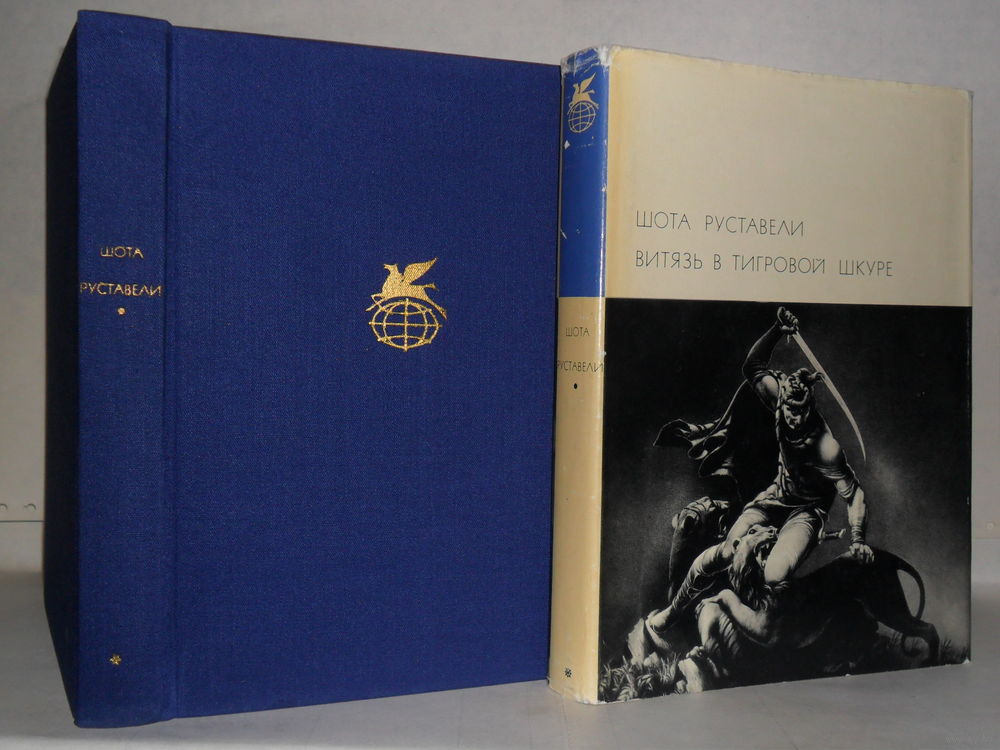 ШОТА
РУСТАВЕЛИ
ШОТА
РУСТАВЕЛИ
ШОТА РУСТАВЕЛИ
ВИТЯЗЬ В ТИГРОВОЙ ШКУРЕ